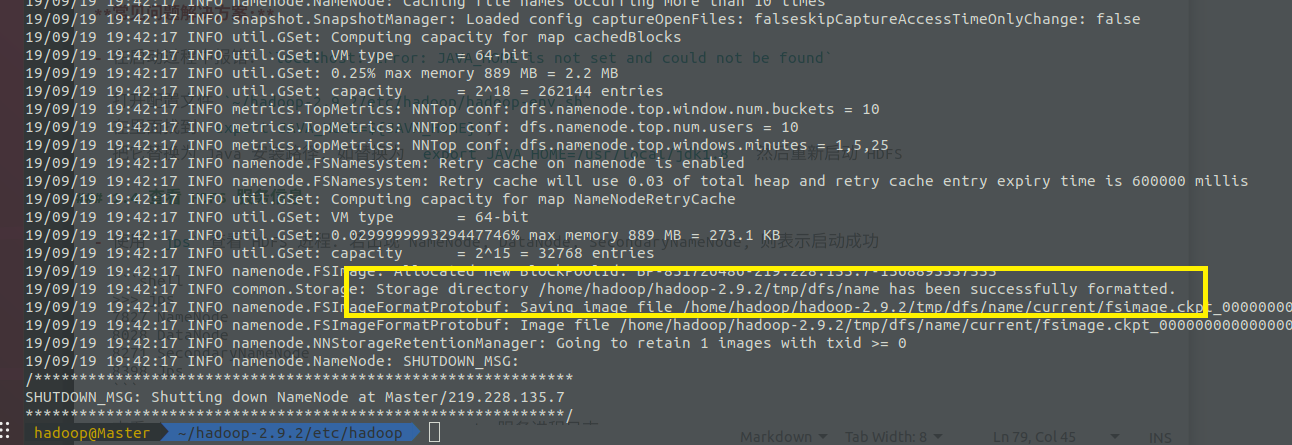 19/09/19 19:42:17 INFO namenode.NameNode: Caching file names occuring more than 10 times
19/09/19 19:42:17 INFO snapshot.SnapshotManager: Loaded config captureOpenFiles: falseskipCaptureAccessTimeOnlyChange: false
19/09/19 19:42:17 INFO util.GSet: Computing capacity for map cachedBlocks
19/09/19 19:42:17 INFO util.GSet: VM type       = 64-bit
19/09/19 19:42:17 INFO util.GSet: 0.25% max memory 889 MB = 2.2 MB
19/09/19 19:42:17 INFO util.GSet: capacity      = 2^18 = 262144 entries
19/09/19 19:42:17 INFO metrics.TopMetrics: NNTop conf: dfs.namenode.top.window.num.buckets = 10
19/09/19 19:42:17 INFO metrics.TopMetrics: NNTop conf: dfs.namenode.top.num.users = 10
19/09/19 19:42:17 INFO metrics.TopMetrics: NNTop conf: dfs.namenode.top.windows.minutes = 1,5,25
19/09/19 19:42:17 INFO namenode.FSNamesystem: Retry cache on namenode is enabled
19/09/19 19:42:17 INFO namenode.FSNamesystem: Retry cache will use 0.03 of total heap and retry cache entry expiry time is 600000 millis
19/09/19 19:42:17 INFO util.GSet: Computing capacity for map NameNodeRetryCache
19/09/19 19:42:17 INFO util.GSet: VM type       = 64-bit
19/09/19 19:42:17 INFO util.GSet: 0.029999999329447746% max memory 889 MB = 273.1 KB
19/09/19 19:42:17 INFO util.GSet: capacity      = 2^15 = 32768 entries
19/09/19 19:42:17 INFO namenode.FSImage: Allocated new BlockPoolId:
19/09/19 19:42:17 INFO common.Storage: Storage directory /home/hadoop/hadoop-2.9.2/tmp/dfs/name has been successfully formatted.
19/09/19 19:42:17 INFO namenode.FSImageFormatProtobuf: Saving image file /home/hadoop/hadoop-2.9.2/tmp/dfs/name/current/fsimage.ckpt_00000000
19/09/19 19:42:17 INFO namenode.FSImageFormatProtobuf: Image file /home/hadoop/hadoop-2.9.2/tmp/dfs/name/current/fsimage.ckpt_000000000000000
19/09/19 19:42:17 INFO namenode.NNStorageRetentionManager: Going to retain 1 images with txid >= 0
19/09/19 19:42:17 INFO namenode.NameNode: SHUTDOWN_MSG:
/************************************************************
SHUTDOWN_MSG: Shutting down NameNode at Master/219.228.135.7
************************************************************/
hadoop@Master ~/hadoop-2.9.2/etc/hadoop
Markdown Tab Width: 8 Ln 79, Col 45 INS